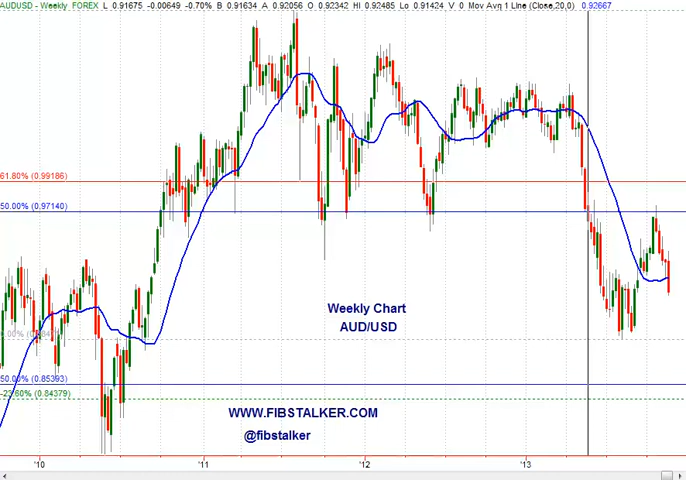 AUDUSD - Weekly FOREX L 0.91675 -0.00649 -0.70% B 0.91634 A 0.92056 O 0.92342 Hi 0.92485 Lo 0.91424 V 0 Mov Avg 1 Line (Close,20,0) 0.92667
61.80% (0.99186)
50.00% (0.97140)
Weekly Chart
AUD/USD
50.00% (0.85393)
-23.60% (0.84379)
WWW.FIBSTALKER.COM
@fibstalker
'10 '11 '12 '13